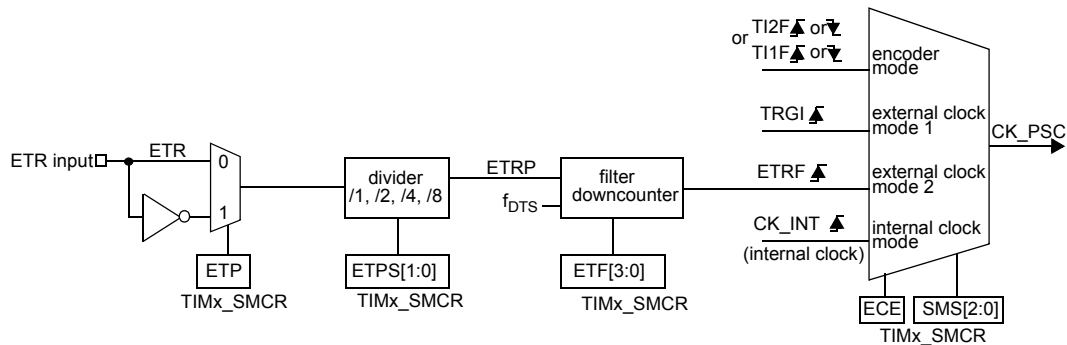 or TI2F or
TI1F or
encoder
mode
TRGI
external clock
mode 1
CK_PSC
ETR input
ETR
0
1
divider
/1, /2, /4, /8
ETRP
fDTS
filter
downcounter
ETRF
external clock
mode 2
CK_INT
(internal clock)
internal clock
mode
ETP
TIMx_SMCR
ETPS[1:0]
TIMx_SMCR
ETF[3:0]
TIMx_SMCR
ECE
SMS[2:0]
TIMx_SMCR